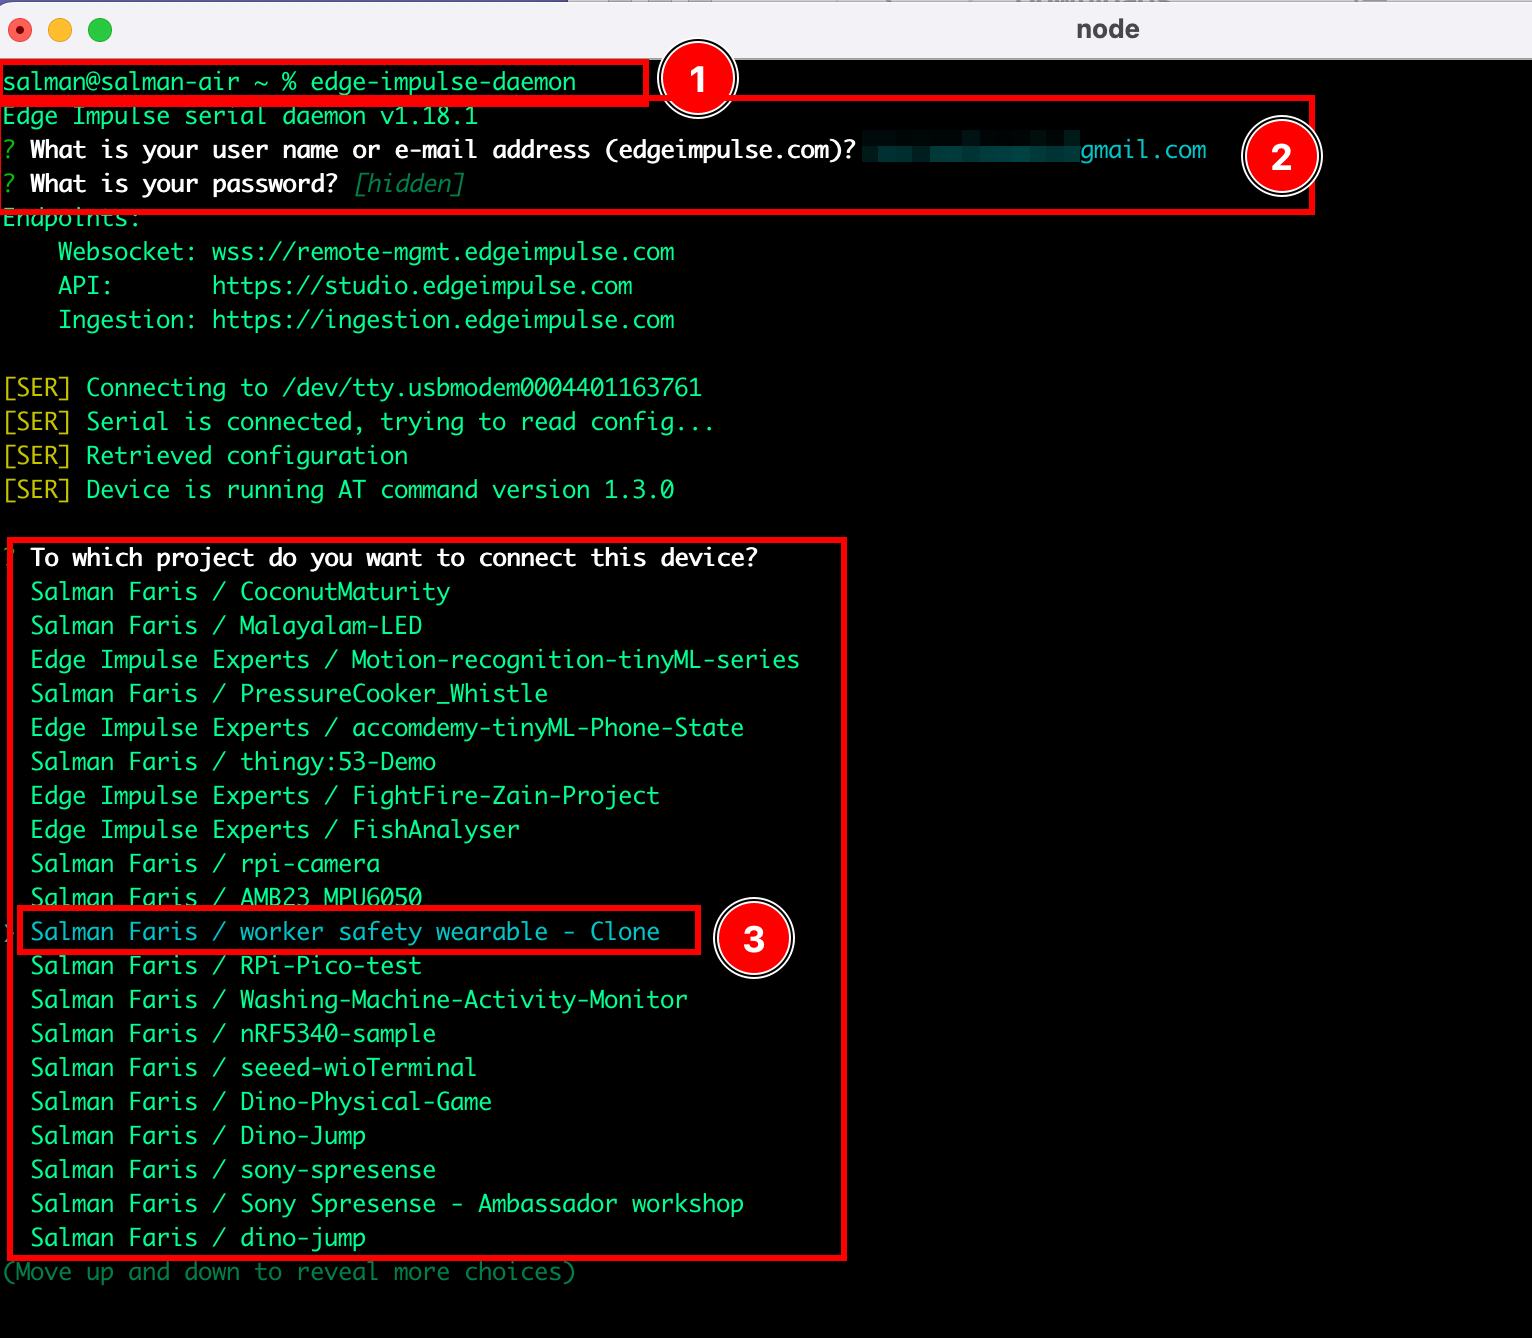 node
salman@salman-air ~ % edge-impulse-daemon
1
Edge Impulse serial daemon v1.18.1
? What is your user name or e-mail address (edgeimpulse.com)? gmail.com
2
? What is your password? [hidden]
Endpoints:
Websocket: wss://remote-mgmt.edgeimpulse.com
API: https://studio.edgeimpulse.com
Ingestion: https://ingestion.edgeimpulse.com
[SER] Connecting to /dev/tty.usbmodem0004401163761
[SER] Serial is connected, trying to read config...
[SER] Retrieved configuration
[SER] Device is running AT command version 1.3.0
? To which project do you want to connect this device?
Salman Faris / CoconutMaturity
Salman Faris / Malayalam-LED
Edge Impulse Experts / Motion-recognition-tinyML-series
Salman Faris / PressureCooker_Whistle
Edge Impulse Experts / accomdemy-tinyML-Phone-State
Salman Faris / thingy:53-Demo
Edge Impulse Experts / FightFire-Zain-Project
Edge Impulse Experts / FishAnalyser
Salman Faris / rpi-camera
Salman Faris / AMB23_MPU6050
❯ Salman Faris / worker safety wearable - Clone
3
Salman Faris / RPi-Pico-test
Salman Faris / Washing-Machine-Activity-Monitor
Salman Faris / nRF5340-sample
Salman Faris / seeed-wioTerminal
Salman Faris / Dino-Physical-Game
Salman Faris / Dino-Jump
Salman Faris / sony-spresense
Salman Faris / Sony Spresense - Ambassador workshop
Salman Faris / dino-jump
(Move up and down to reveal more choices)